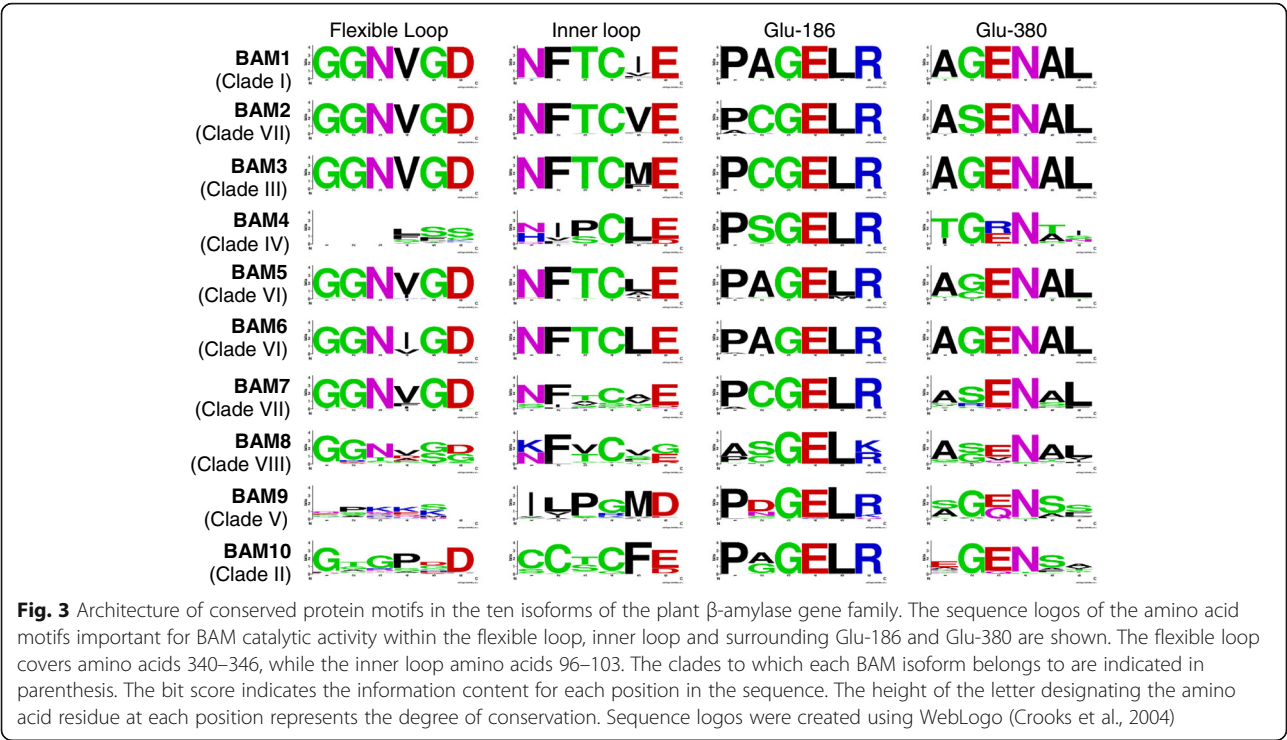 Flexible Loop Inner loop Glu-186 Glu-380
BAM1 GGNVGD NFTCIE PAGELR AGENAL
(Clade I)
BAM2 GGNVGD NFTCVE PCGELR ASENAL
(Clade VII)
BAM3 GGNVGD NFTCME PCGELR AGENAL
(Clade III)
BAM4 PSGELR
(Clade IV)
BAM5 GGNVGD NFTCLE PAGELR AGENAL
(Clade VI)
BAM6 GGNIGD NFTCLE PAGELR AGENAL
(Clade VI)
BAM7 GGNVGD PCGELR ASENAL
(Clade VII)
BAM8
(Clade VIII)
BAM9
(Clade V)
BAM10 PAGELR
(Clade II)
Fig. 3 Architecture of conserved protein motifs in the ten isoforms of the plant β-amylase gene family. The sequence logos of the amino acid
motifs important for BAM catalytic activity within the flexible loop, inner loop and surrounding Glu-186 and Glu-380 are shown. The flexible loop
covers amino acids 340–346, while the inner loop amino acids 96–103. The clades to which each BAM isoform belongs to are indicated in
parenthesis. The bit score indicates the information content for each position in the sequence. The height of the letter designating the amino
acid residue at each position represents the degree of conservation. Sequence logos were created using WebLogo (Crooks et al., 2004)